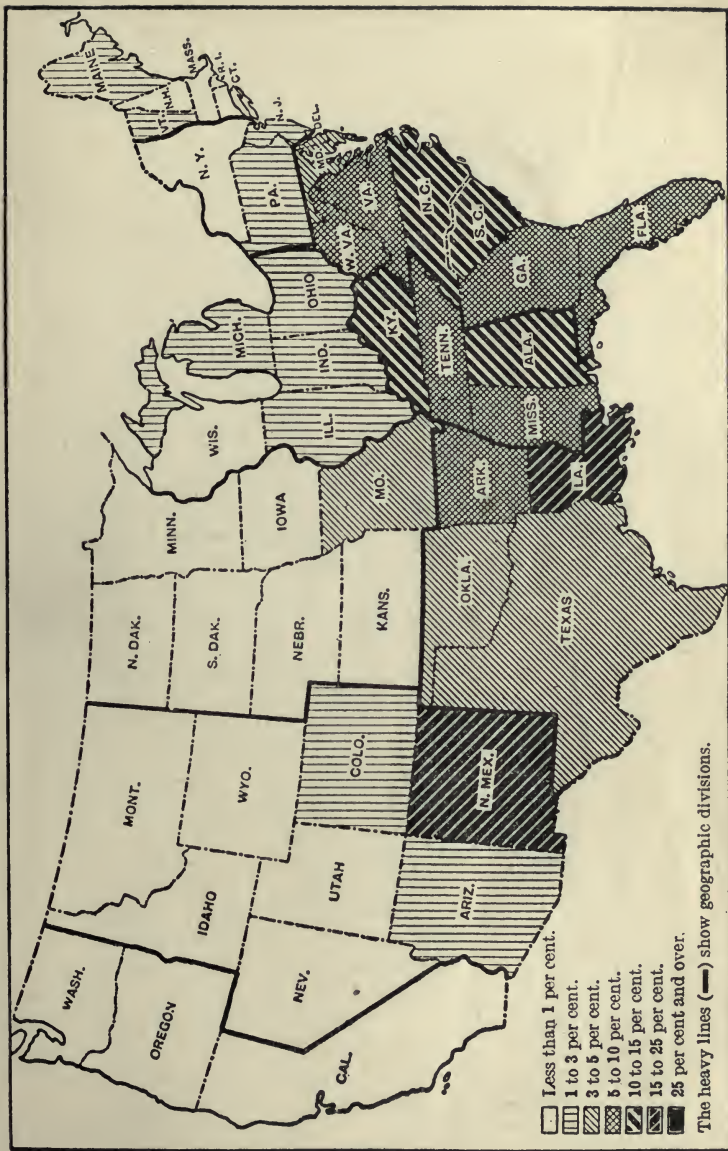 WASH.
OREGON
CAL.
NEV.
IDAHO
MONT.
WYO.
UTAH
COLO.
ARIZ.
N. MEX.
N. DAK.
S. DAK.
NEBR.
KANS.
OKLA.
TEXAS
MINN.
IOWA
MO.
ARK.
LA.
WIS.
ILL.
MICH.
IND.
OHIO
KY.
TENN.
MISS.
ALA.
GA.
FLA.
S. C.
N. C.
VA.
W. VA.
MD.
DEL.
PA.
N. J.
N. Y.
CT.
R. I.
MASS.
VT.
N. H.
MAINE
Less than 1 per cent.
1 to 3 per cent.
3 to 5 per cent.
5 to 10 per cent.
10 to 15 per cent.
15 to 25 per cent.
25 per cent and over.
The heavy lines (—) show geographic divisions.